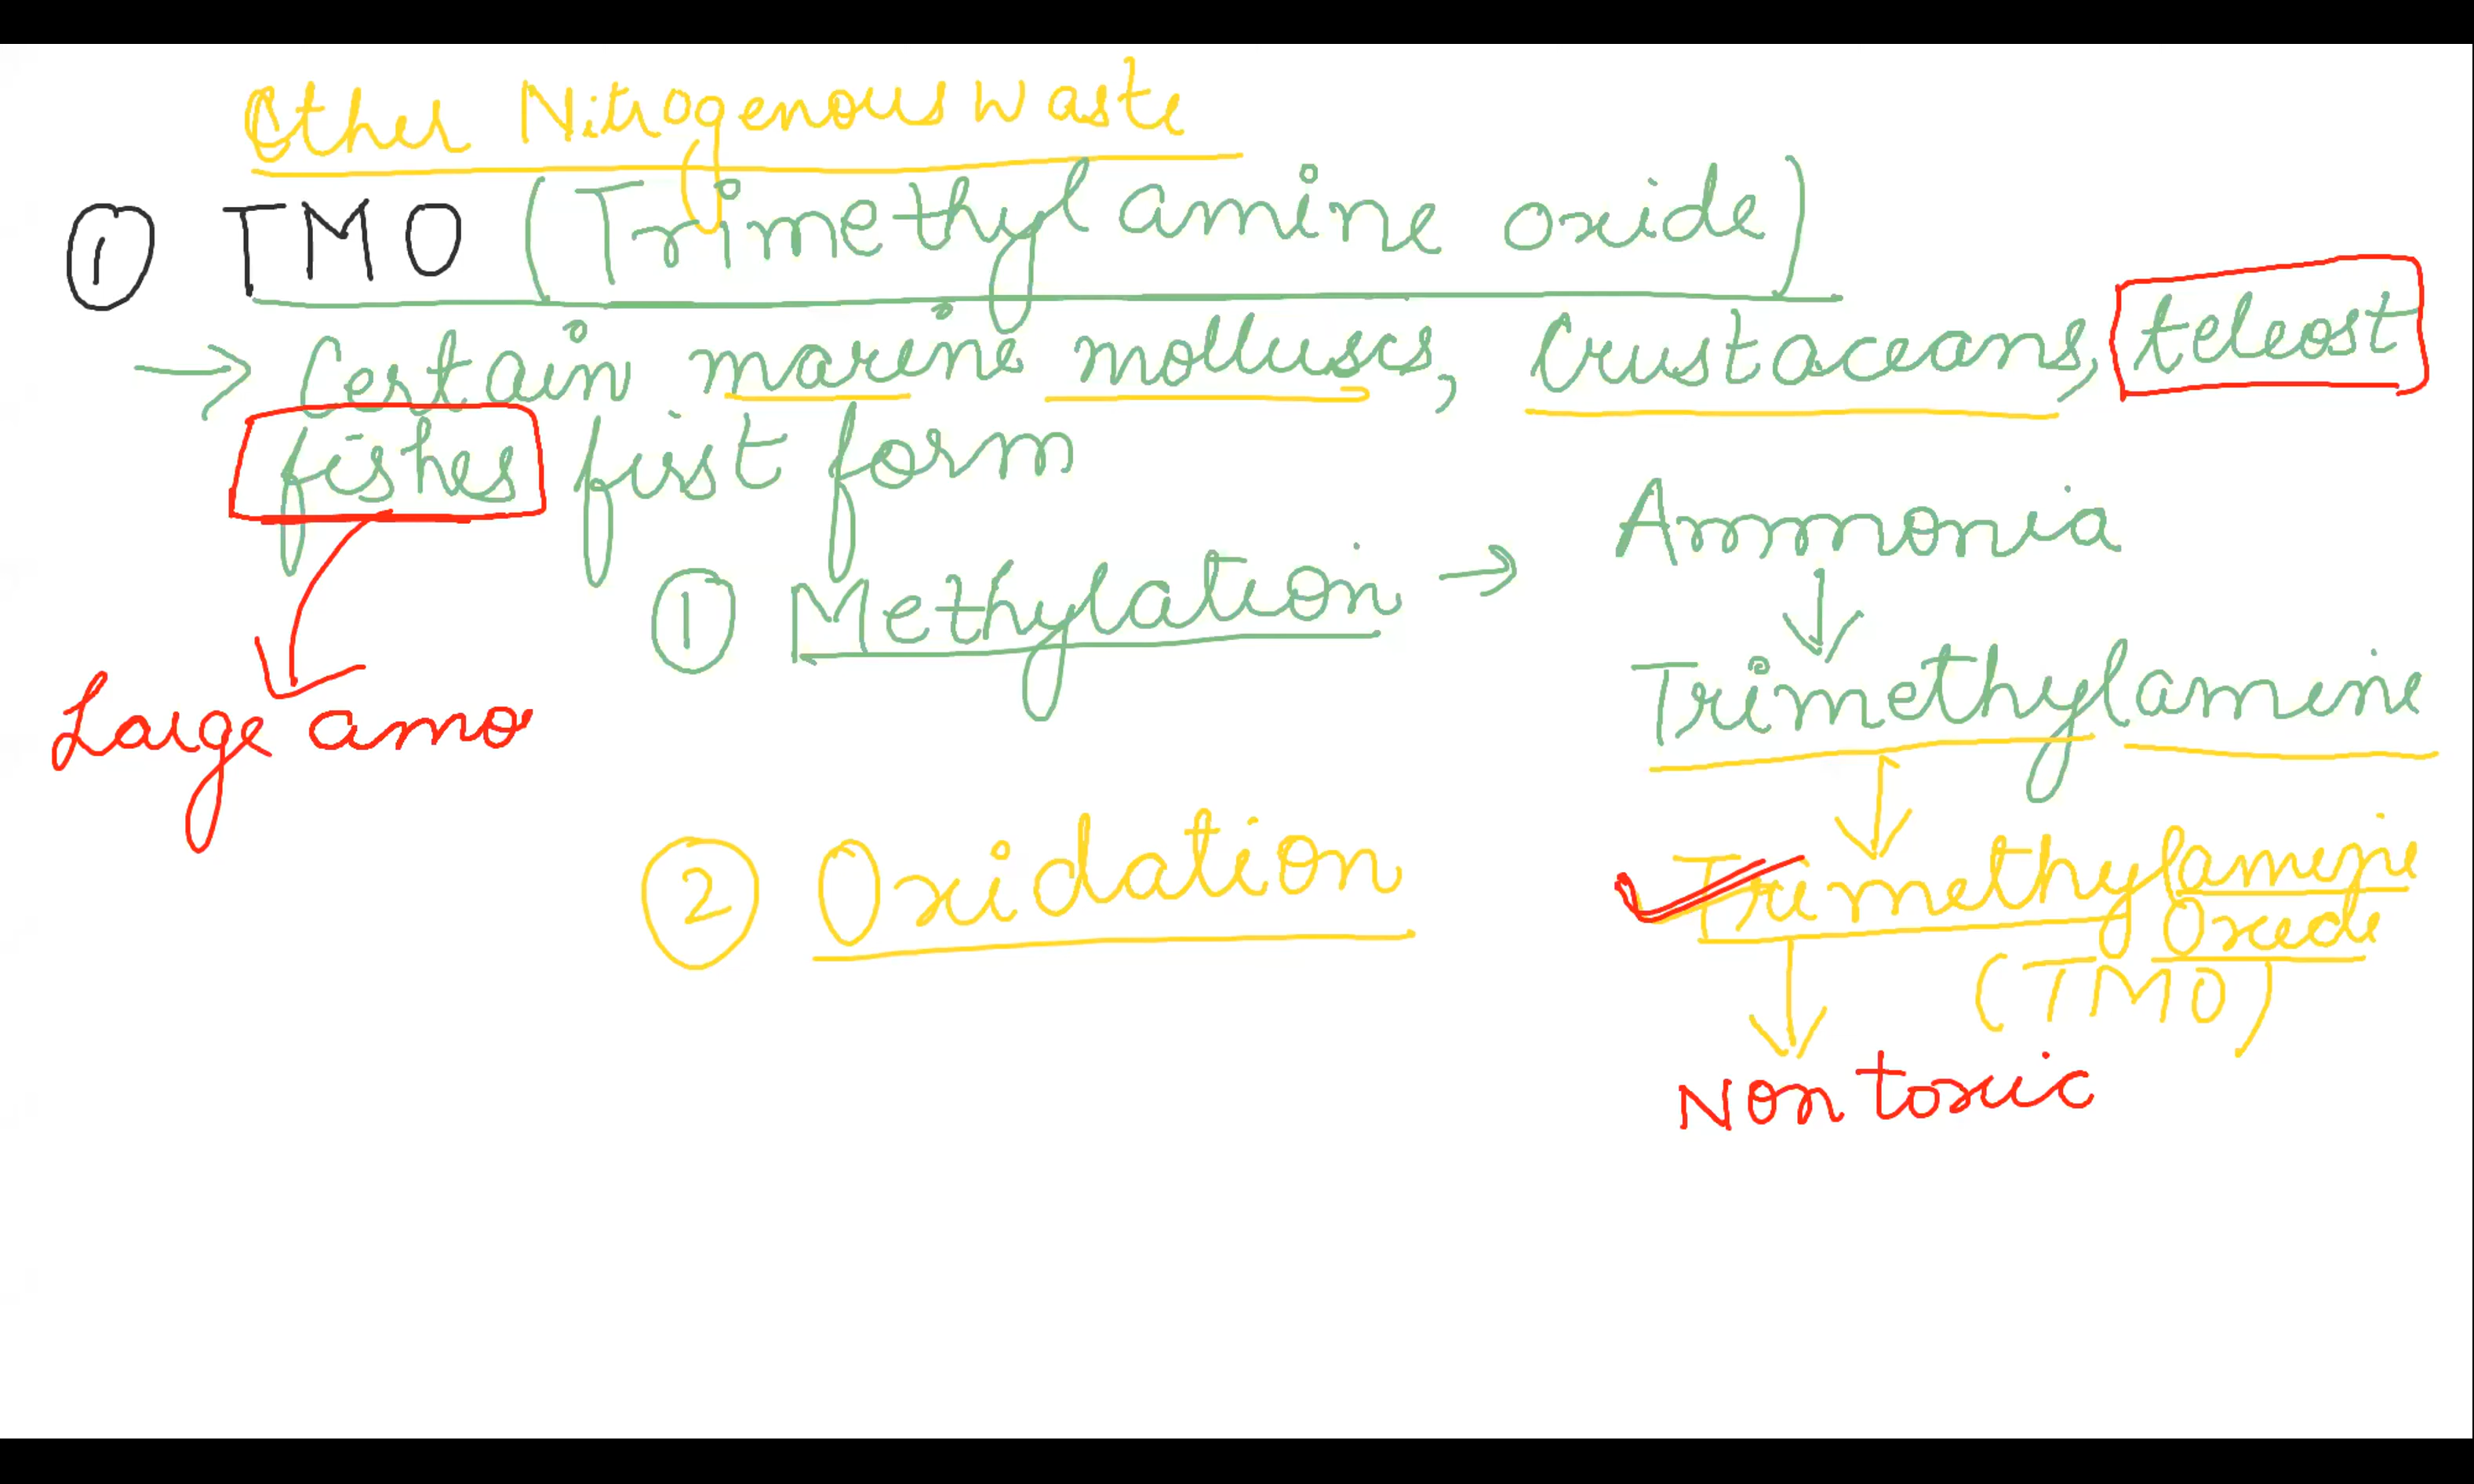 Other Nitrogenous waste
① TMO (Trimethylamine oxide)
→ Certain marine molluscs, Crustaceans, teleost
fishes first form
① Methylation → Ammonia
Trimethylamine
Large amo
② Oxidation
Trimethylamine
Oxide
(TMO)
Non toxic